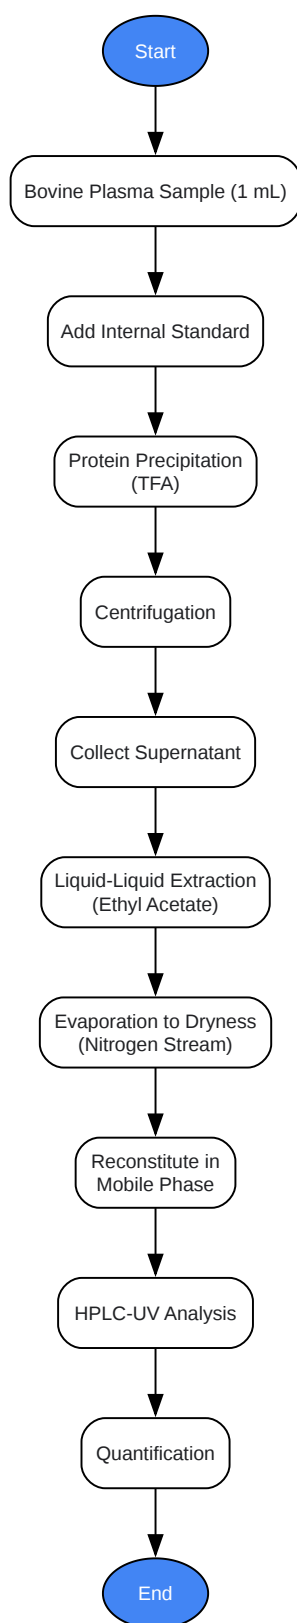 Start
Bovine Plasma Sample (1 mL)
Add Internal Standard
Protein Precipitation
(TFA)
Centrifugation
Collect Supernatant
Liquid-Liquid Extraction
(Ethyl Acetate)
Evaporation to Dryness
(Nitrogen Stream)
Reconstitute in
Mobile Phase
HPLC-UV Analysis
Quantification
End